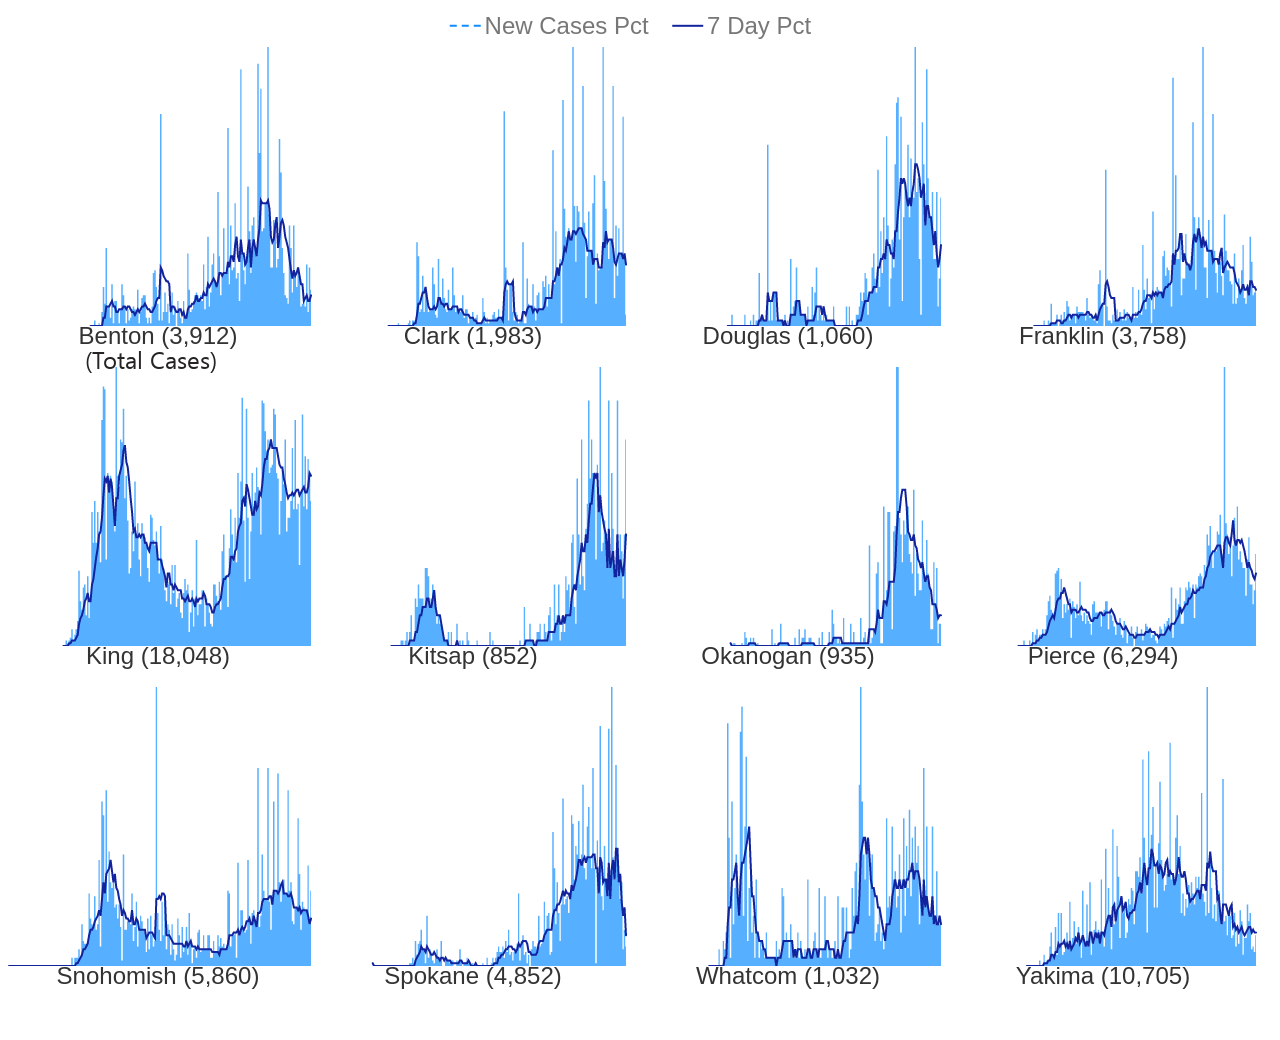 New Cases Pct 7 Day Pct
Benton (3,912) Clark (1,983) Douglas (1,060) Franklin (3,758)
(Total Cases)
King (18,048) Kitsap (852) Okanogan (935) Pierce (6,294)
Snohomish (5,860) Spokane (4,852) Whatcom (1,032) Yakima (10,705)